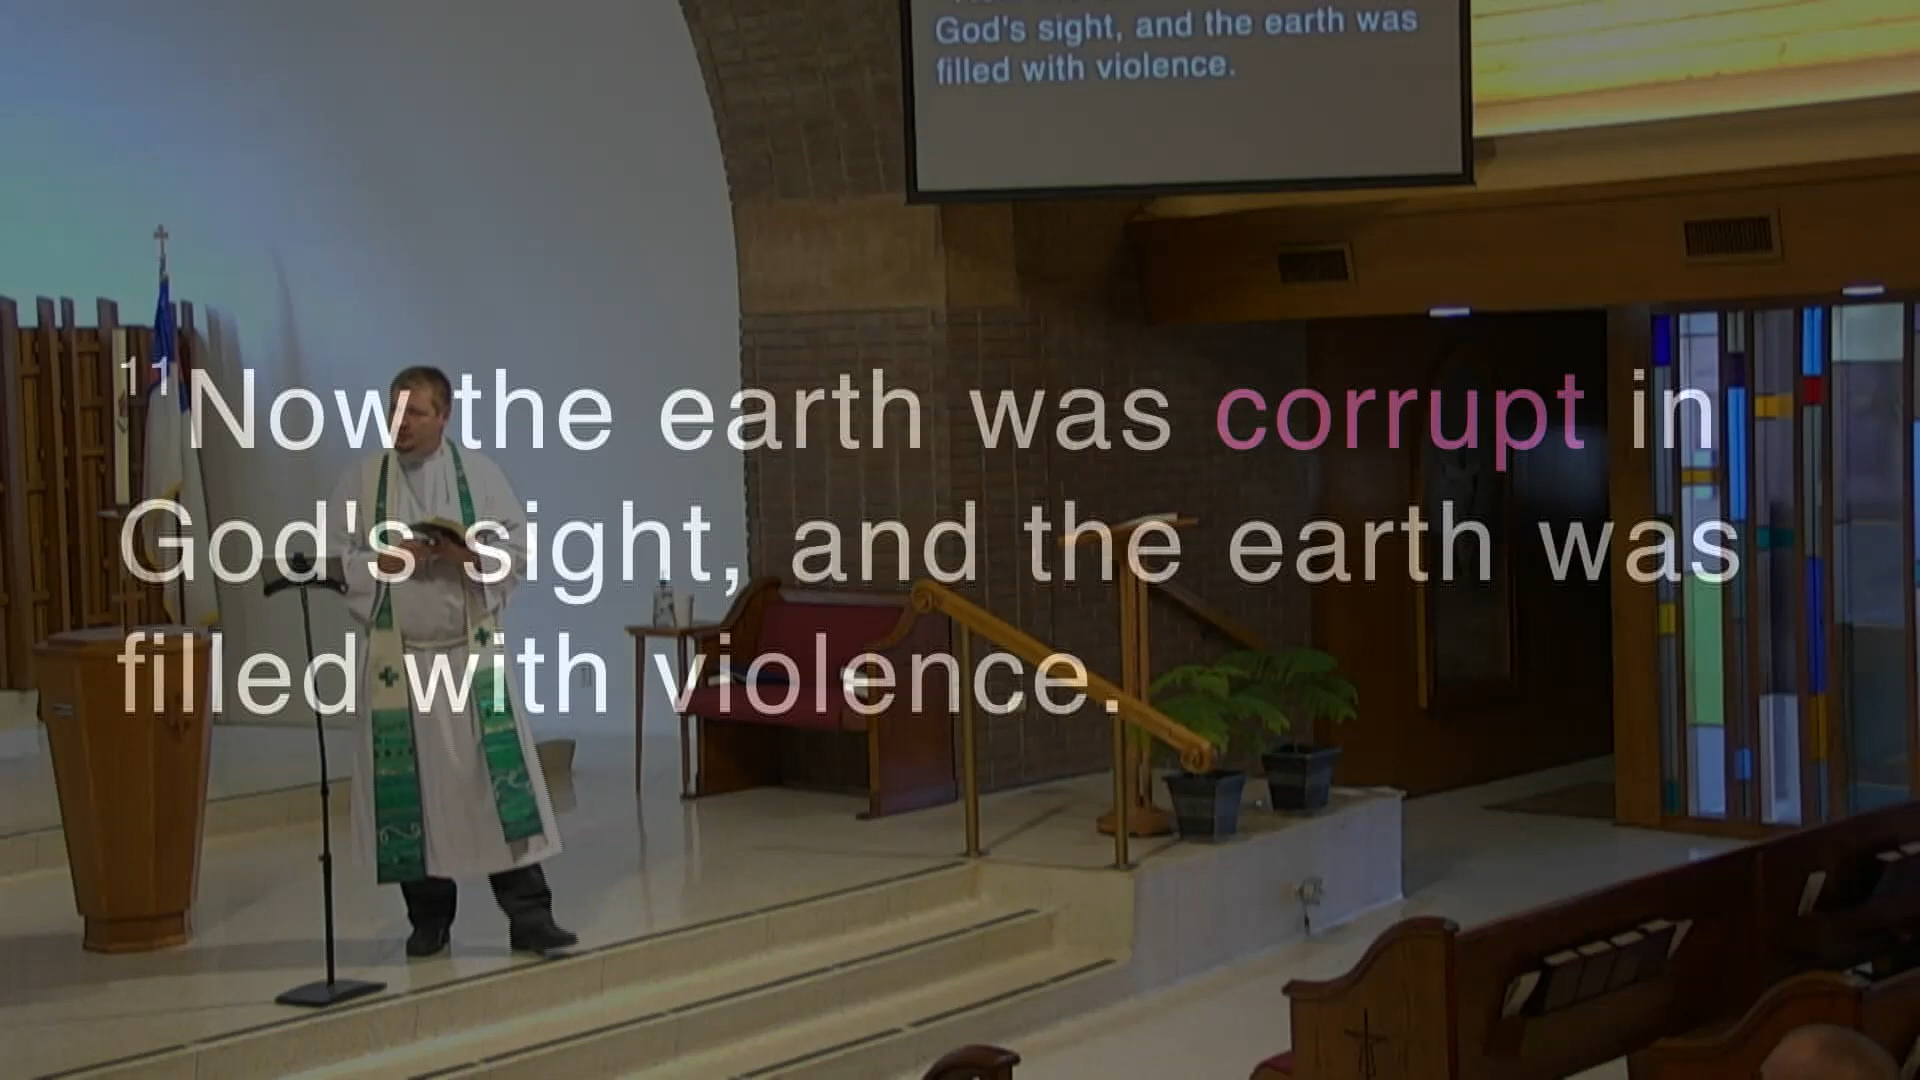 God's sight, and the earth was
filled with violence.
¹¹Now the earth was corrupt in
God's sight, and the earth was
filled with violence.